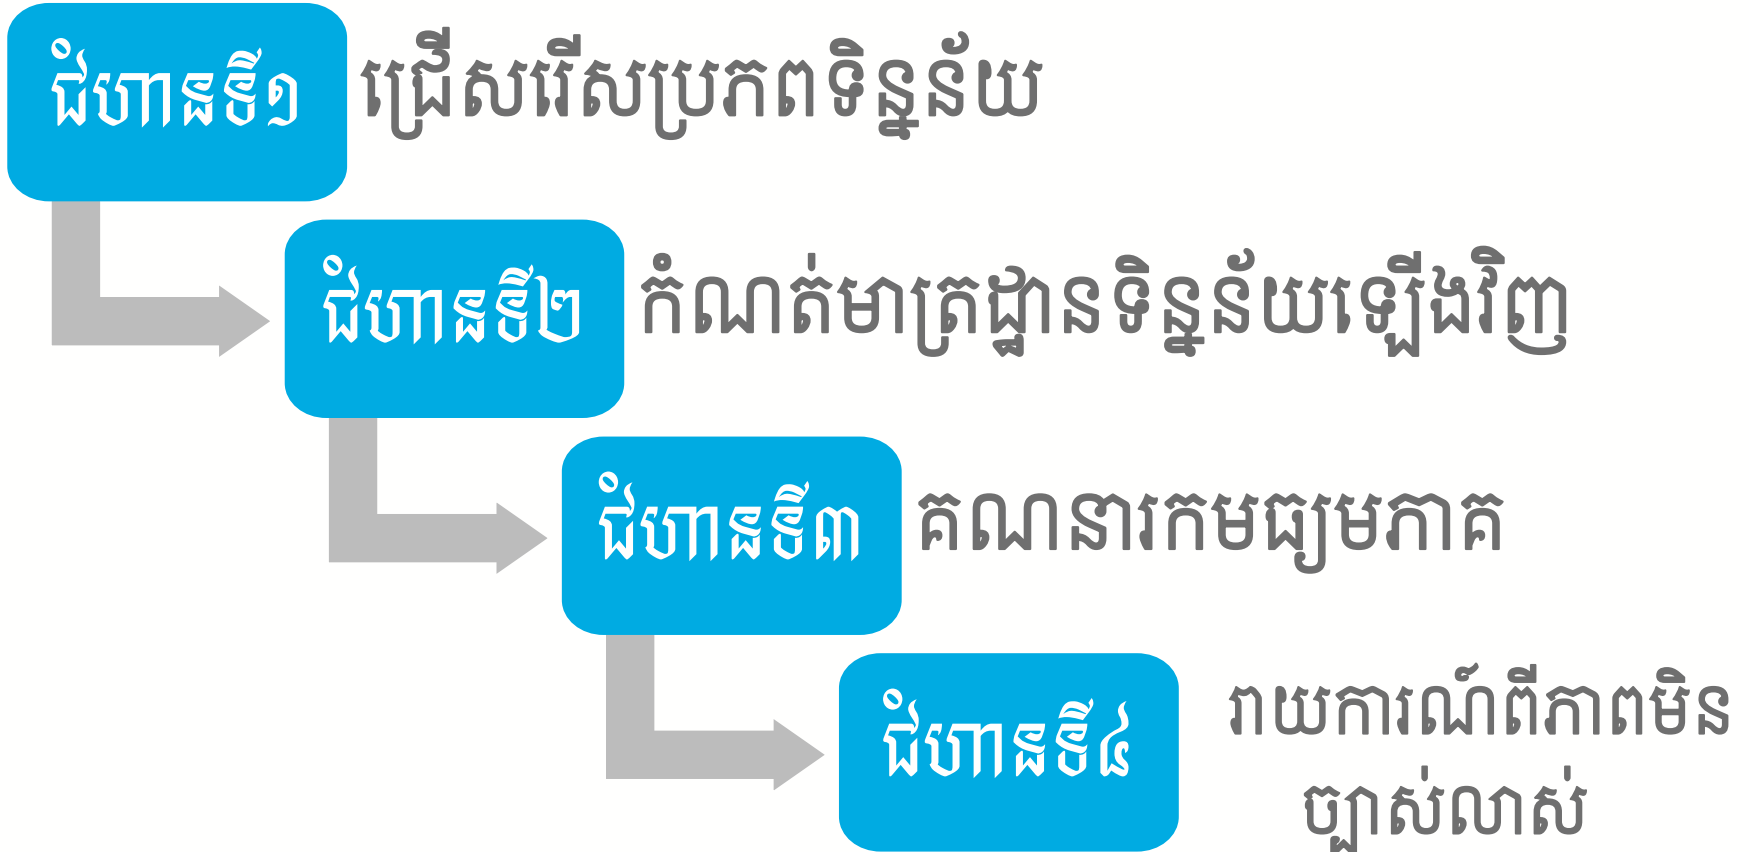 ជំហានទី១
ជ្រើសរើសប្រភពទិន្នន័យ
ជំហានទី២
កំណត់មាត្រដ្ឋានទិន្នន័យឡើងវិញ
ជំហានទី៣
គណនារកមធ្យមភាគ
ជំហានទី៤
រាយការណ៍ពីភាពមិន
ច្បាស់លាស់